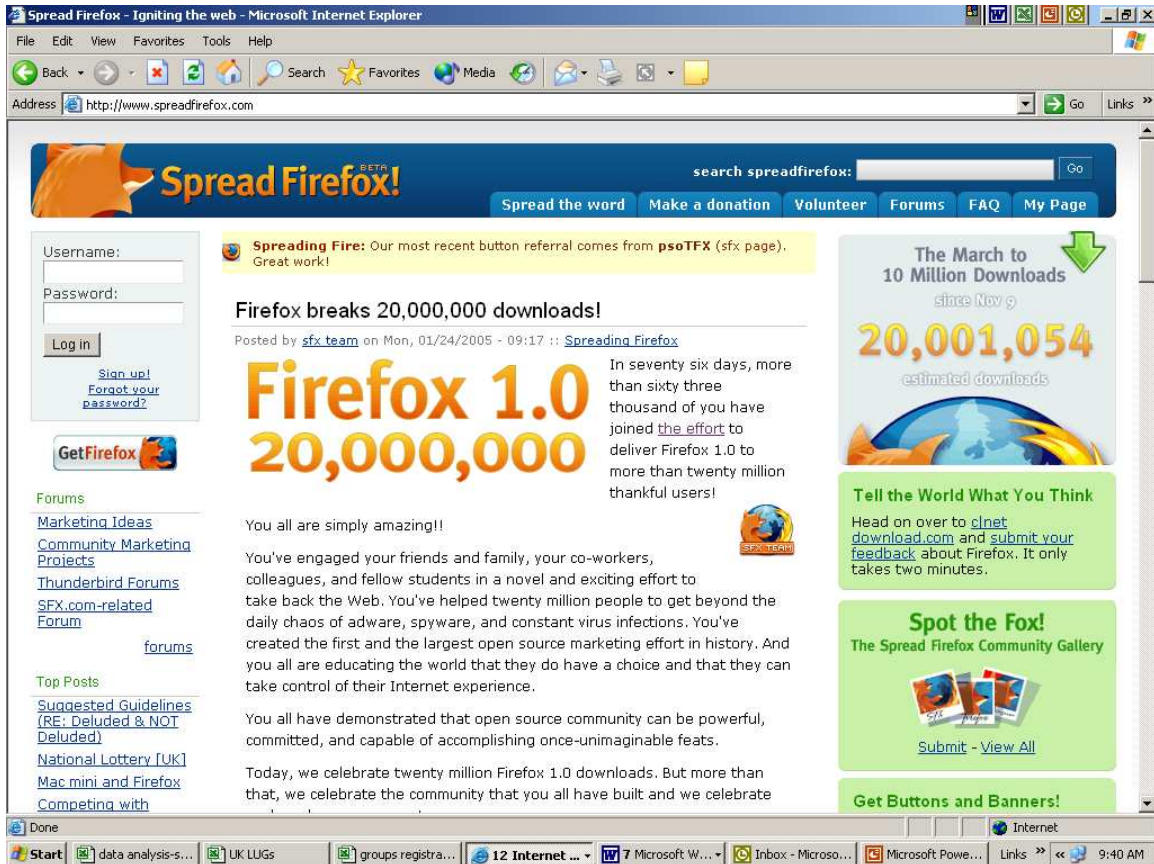 Spread Firefox - Igniting the web - Microsoft Internet Explorer
File Edit View Favorites Tools Help
Back Search Favorites Media
Address http://www.spreadfirefox.com Go Links »
Spread Firefox! BETA
search spreadfirefox: Go
Spread the word Make a donation Volunteer Forums FAQ My Page
Username:
Password:
Log in
Sign up!
Forgot your
password?
GetFirefox
Forums
Marketing Ideas
Community Marketing
Projects
Thunderbird Forums
SFX.com-related
Forum
forums
Top Posts
Suggested Guidelines
(RE: Deluded & NOT
Deluded)
National Lottery [UK]
Mac mini and Firefox
Competing with
Spreading Fire: Our most recent button referral comes from psoTFX (sfx page).
Great work!
Firefox breaks 20,000,000 downloads!
Posted by sfx team on Mon, 01/24/2005 - 09:17 :: Spreading Firefox
Firefox 1.0
20,000,000
In seventy six days, more
than sixty three
thousand of you have
joined the effort to
deliver Firefox 1.0 to
more than twenty million
thankful users!
SFX TEAM
You all are simply amazing!!
You've engaged your friends and family, your co-workers,
colleagues, and fellow students in a novel and exciting effort to
take back the Web. You've helped twenty million people to get beyond the
daily chaos of adware, spyware, and constant virus infections. You've
created the first and the largest open source marketing effort in history. And
you all are educating the world that they do have a choice and that they can
take control of their Internet experience.
You all have demonstrated that open source community can be powerful,
committed, and capable of accomplishing once-unimaginable feats.
Today, we celebrate twenty million Firefox 1.0 downloads. But more than
that, we celebrate the community that you all have built and we celebrate
The March to
10 Million Downloads
since Nov 9
20,001,054
estimated downloads
Tell the World What You Think
Head on over to c|net
download.com and submit your
feedback about Firefox. It only
takes two minutes.
Spot the Fox!
The Spread Firefox Community Gallery
Submit - View All
Get Buttons and Banners!
Done Internet
Start data analysis-s... UK LUGs groups registra... 12 Internet ... 7 Microsoft W... Inbox - Microso... Microsoft Powe... Links » « 9:40 AM